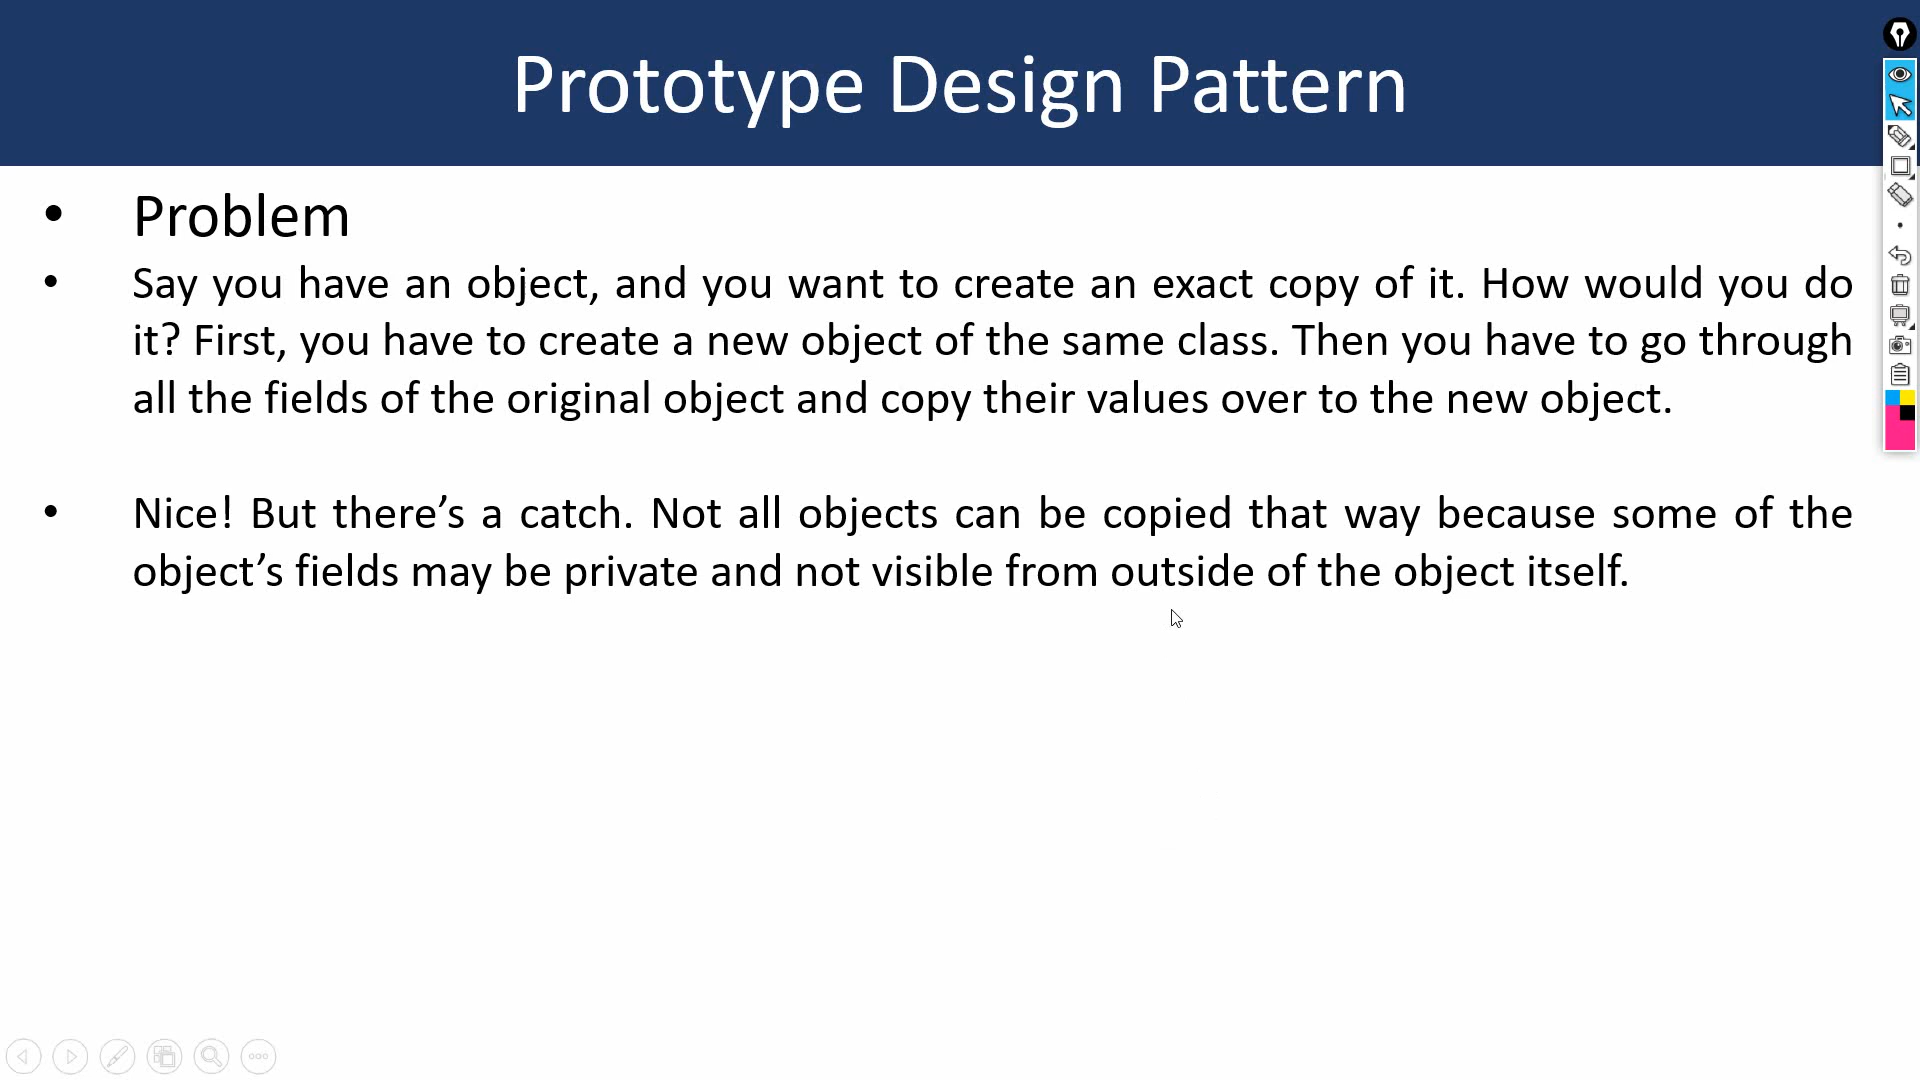 Prototype Design Pattern
• Problem
• Say you have an object, and you want to create an exact copy of it. How would you do
it? First, you have to create a new object of the same class. Then you have to go through
all the fields of the original object and copy their values over to the new object.
• Nice! But there’s a catch. Not all objects can be copied that way because some of the
object’s fields may be private and not visible from outside of the object itself.